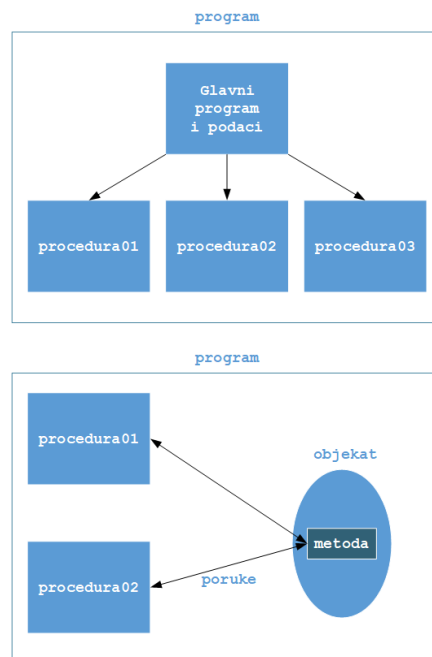 program
Glavni
program
i podaci
procedura01
procedura02
procedura03
program
procedura01
objekat
metoda
procedura02
poruke